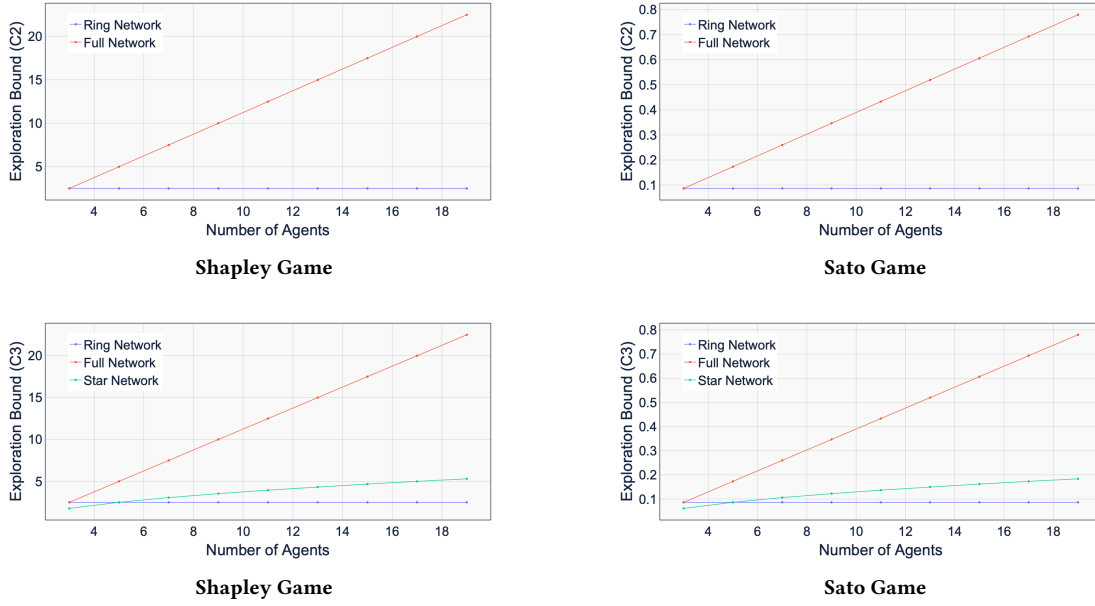 Exploration Bound (C2)
20
15
10
5
Ring Network
Full Network
4 6 8 10 12 14 16 18
Number of Agents
Shapley Game
Exploration Bound (C2)
0.8
0.7
0.6
0.5
0.4
0.3
0.2
0.1
Ring Network
Full Network
4 6 8 10 12 14 16 18
Number of Agents
Sato Game
Exploration Bound (C3)
20
15
10
5
Ring Network
Full Network
Star Network
4 6 8 10 12 14 16 18
Number of Agents
Shapley Game
Exploration Bound (C3)
0.8
0.7
0.6
0.5
0.4
0.3
0.2
0.1
Ring Network
Full Network
Star Network
4 6 8 10 12 14 16 18
Number of Agents
Sato Game